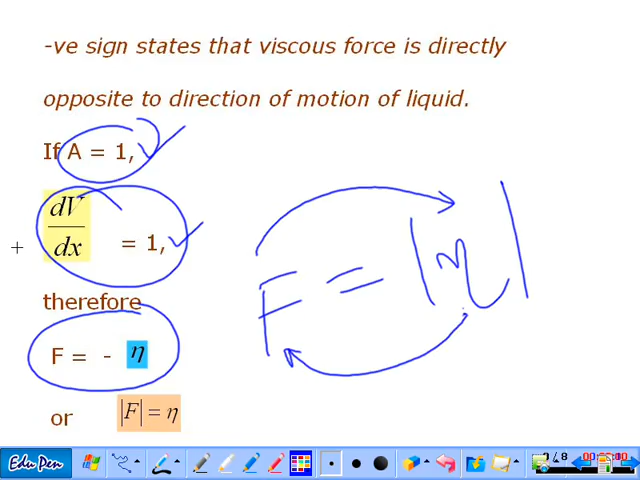 -ve sign states that viscous force is directly
opposite to direction of motion of liquid.
If A = 1,
dV/dx = 1,
F = |η|
therefore
F = - η
or |F| = η
Edu Pen
/ 8